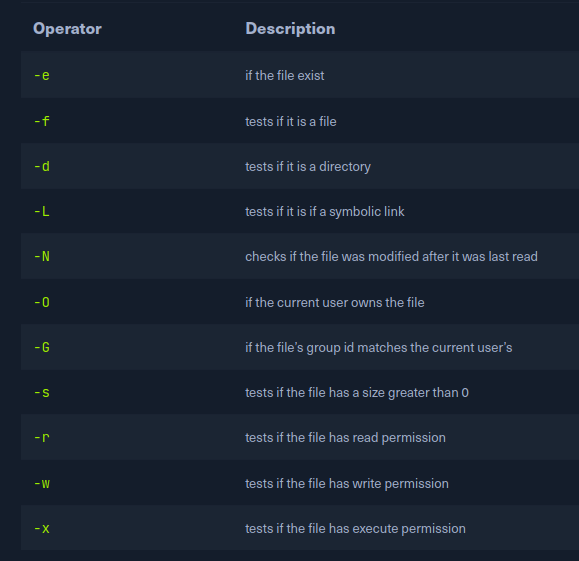 Operator Description
-e if the file exist
-f tests if it is a file
-d tests if it is a directory
-L tests if it is if a symbolic link
-N checks if the file was modified after it was last read
-O if the current user owns the file
-G if the file's group id matches the current user's
-s tests if the file has a size greater than 0
-r tests if the file has read permission
-w tests if the file has write permission
-x tests if the file has execute permission